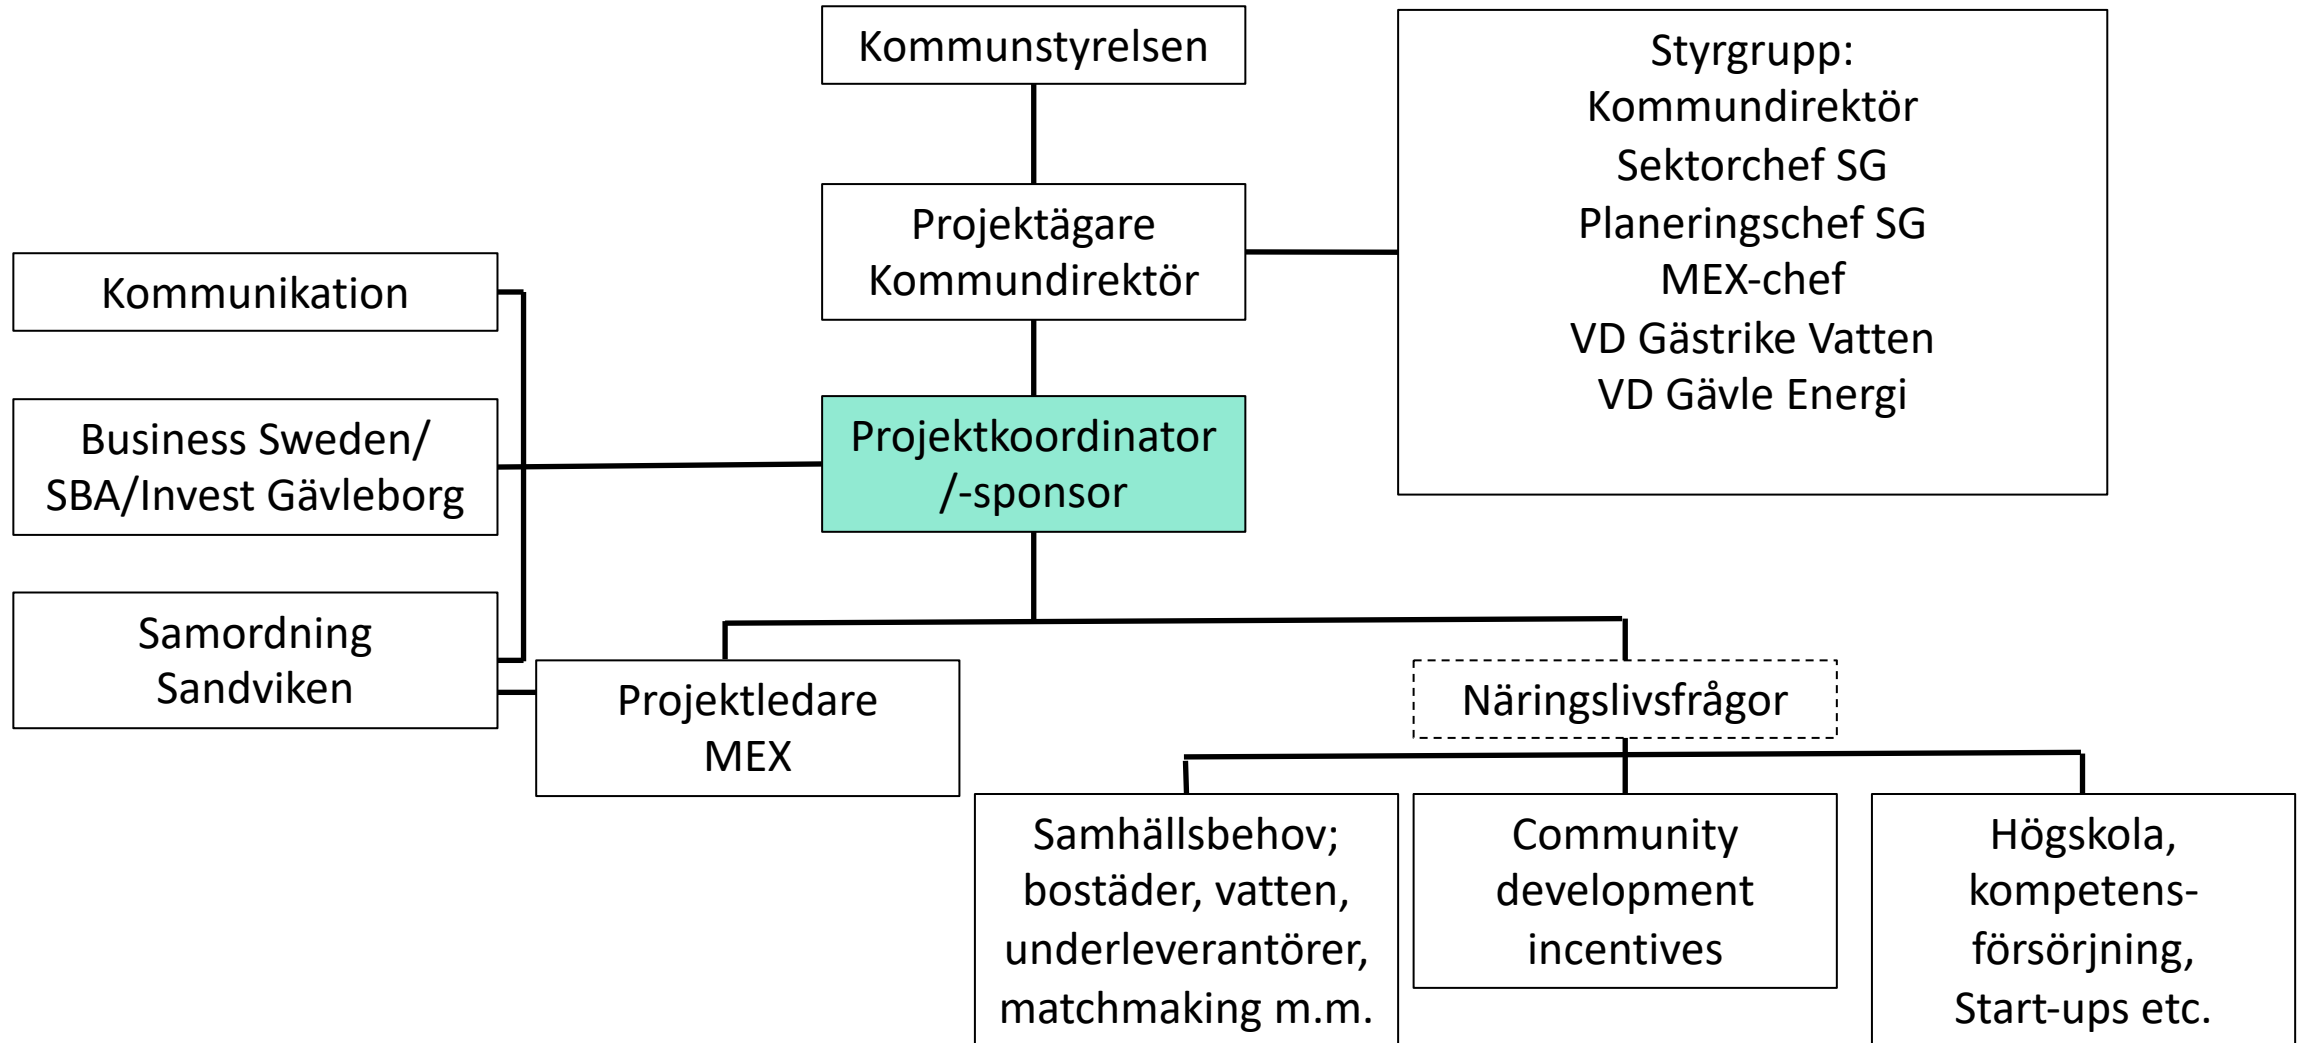 Kommunstyrelsen
Styrgrupp:
Kommundirektör
Sektorchef SG
Planeringschef SG
MEX-chef
VD Gästrike Vatten
VD Gävle Energi
Projektägare
Kommundirektör
Kommunikation
Business Sweden/
SBA/Invest Gävleborg
Projektkoordinator
/-sponsor
Samordning
Sandviken
Projektledare
MEX
Näringslivsfrågor
Samhällsbehov;
bostäder, vatten,
underleverantörer,
matchmaking m.m.
Community
development
incentives
Högskola,
kompetens-
försörjning,
Start-ups etc.